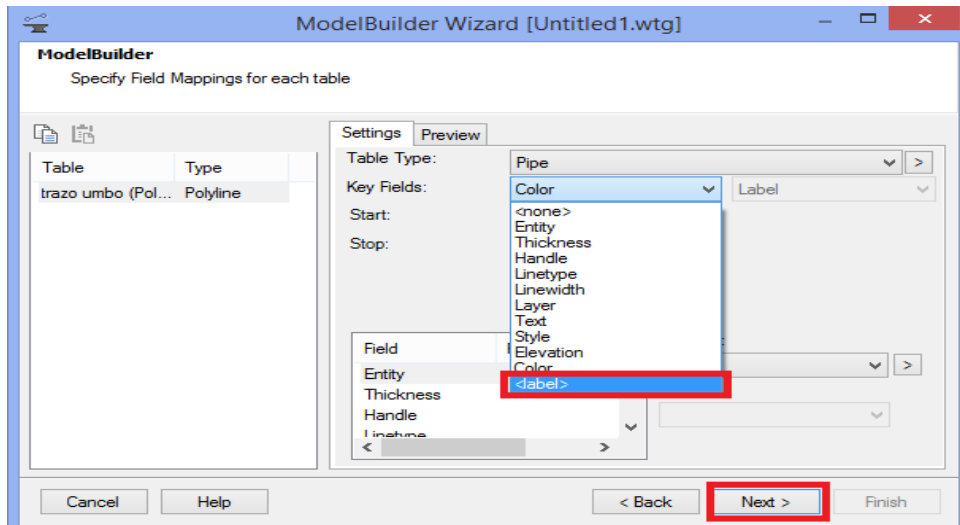 ModelBuilder Wizard [Untitled1.wtg]
ModelBuilder
Specify Field Mappings for each table
Settings Preview
Table Type
trazo umbo (Pol... Polyline
Table Type: Pipe >
Key Fields: Color Label
Start:
Stop:
<none>
Entity
Thickness
Handle
Linetype
Linewidth
Layer
Text
Style
Elevation
Color
<label>
Field
Entity
Thickness
Handle
Linetype
>
Cancel Help < Back Next > Finish